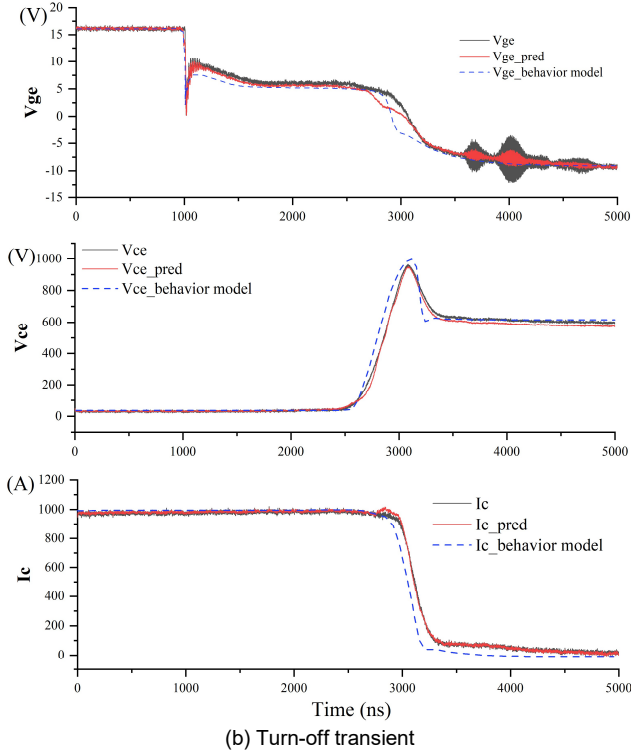 (V)
20
15
10
5
0
-5
-10
-15
Vge
Vge
Vge_pred
Vge_behavior model
0
1000
2000
3000
4000
5000
(V)
1000
800
600
400
200
0
Vce
Vce
Vce_pred
Vce_behavior model
0
1000
2000
3000
4000
5000
(A)
1200
1000
800
600
400
200
0
Ic
Ic
Ic_pred
Ic_behavior model
0
1000
2000
3000
4000
5000
Time (ns)
(b) Turn-off transient